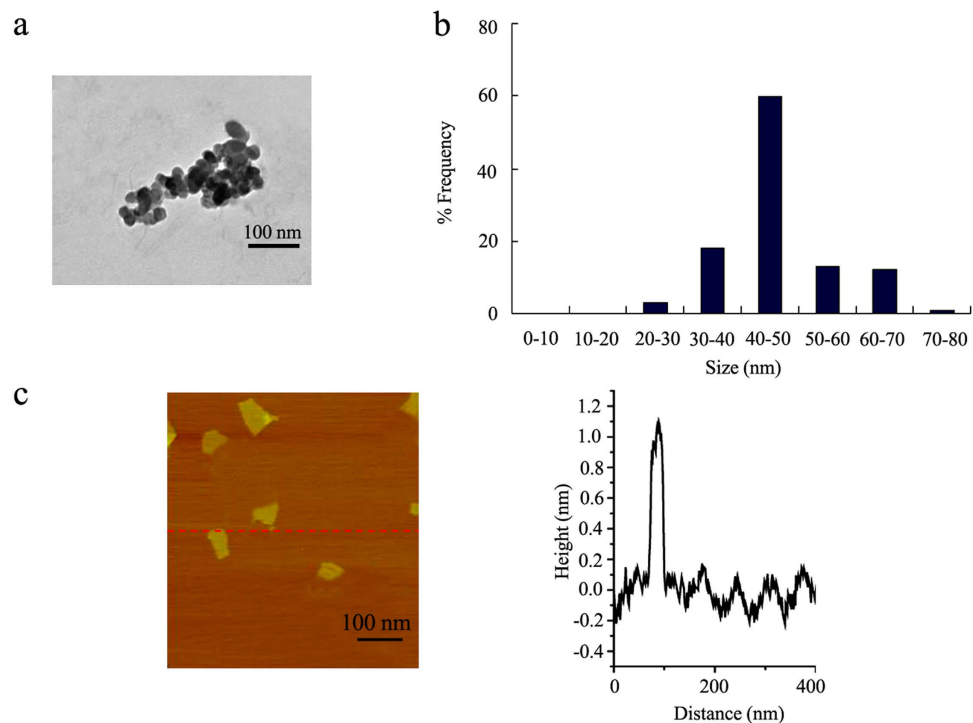 a
100 nm
b
80
60
40
20
0
% Frequency
0-10 10-20 20-30 30-40 40-50 50-60 60-70 70-80
Size (nm)
c
100 nm
1.2
1.0
0.8
0.6
0.4
0.2
0.0
-0.2
-0.4
Height (nm)
0 200 400
Distance (nm)